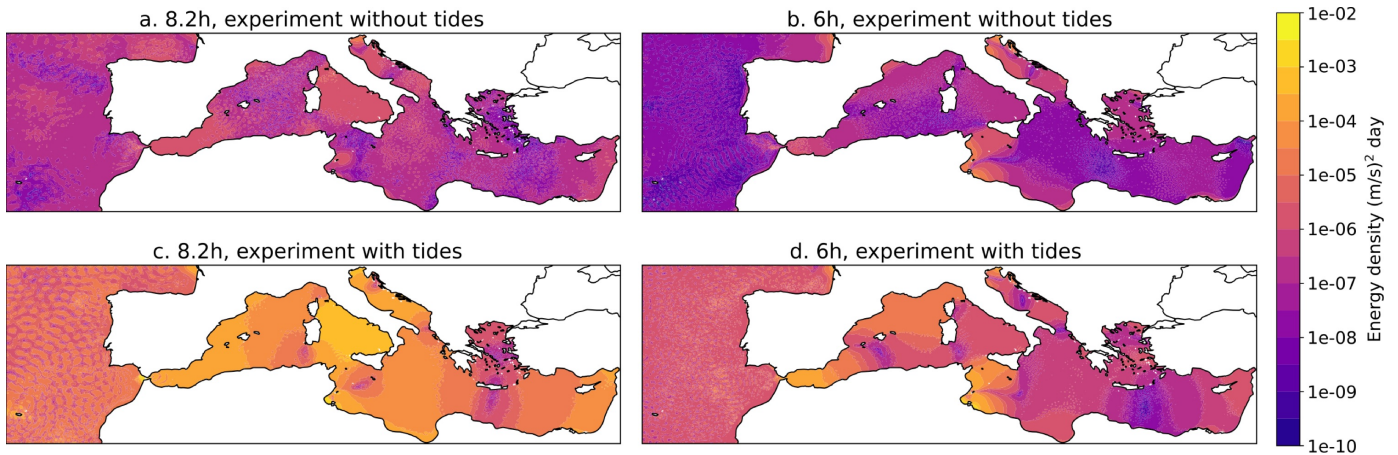 a. 8.2h, experiment without tides
b. 6h, experiment without tides
c. 8.2h, experiment with tides
d. 6h, experiment with tides
1e-02
1e-03
1e-04
1e-05
1e-06
1e-07
1e-08
1e-09
1e-10
Energy density (m/s)² day